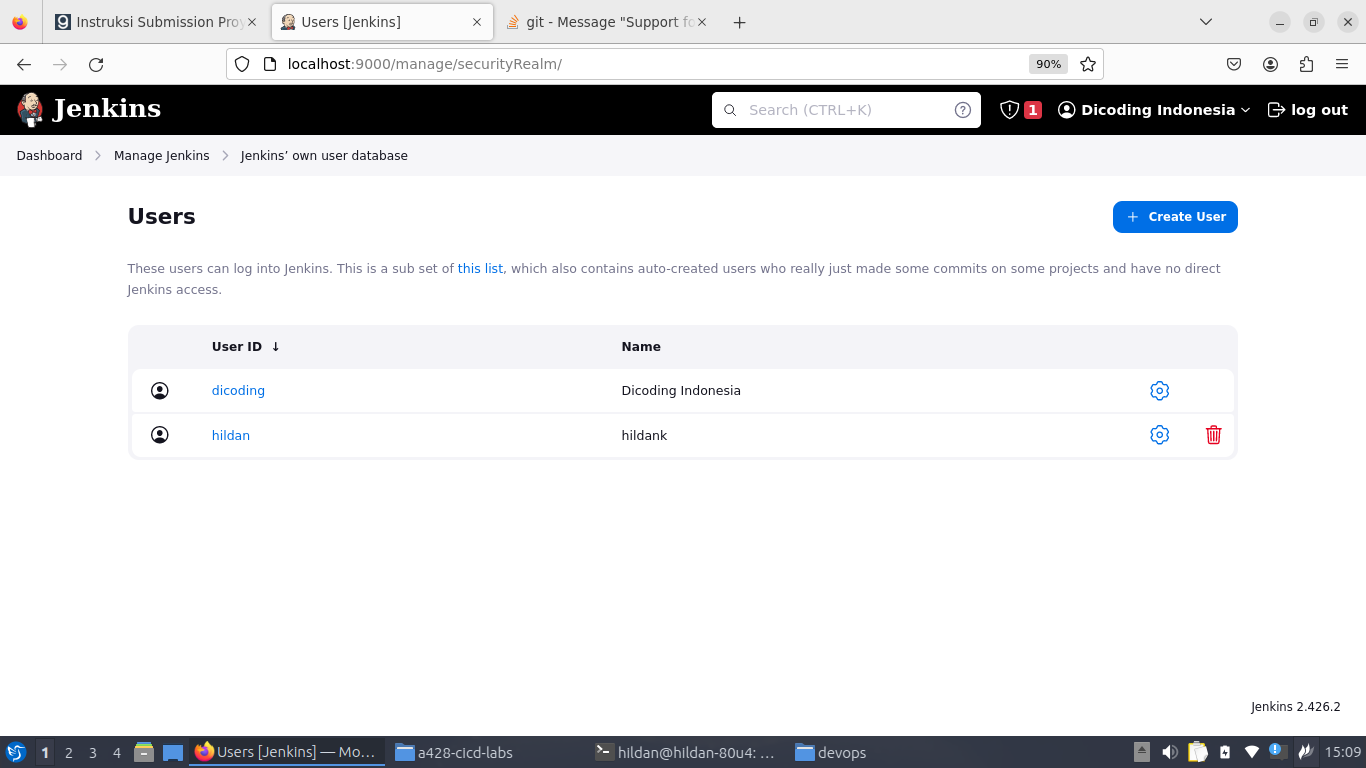 Instruksi Submission Proy
Users [Jenkins]
git - Message "Support fo
localhost:9000/manage/securityRealm/
90%
Jenkins
Search (CTRL+K)
1
Dicoding Indonesia
log out
Dashboard
Manage Jenkins
Jenkins’ own user database
Users
Create User
These users can log into Jenkins. This is a sub set of this list, which also contains auto-created users who really just made some commits on some projects and have no direct
Jenkins access.
User ID ↓
Name
dicoding
Dicoding Indonesia
hildan
hildank
Jenkins 2.426.2
1 2 3 4
Users [Jenkins] — Mo...
a428-cicd-labs
hildan@hildan-80u4: ...
devops
15:09